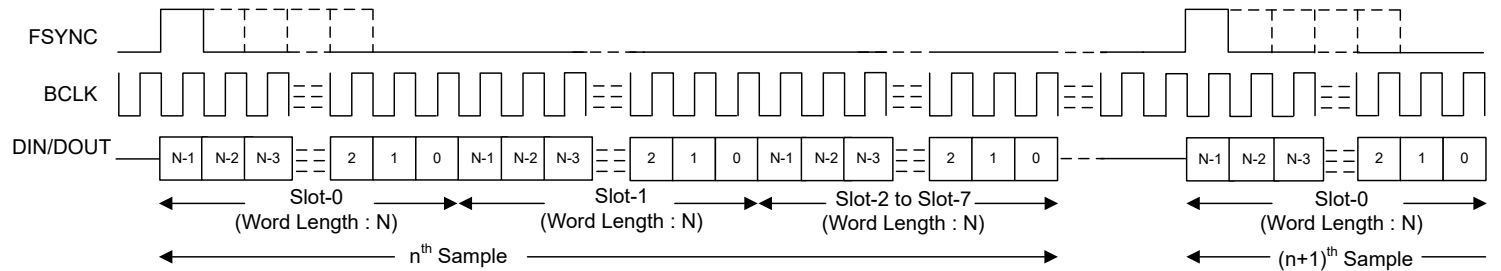 FSYNC
BCLK
DIN/DOUT
N-1 N-2 N-3 2 1 0 N-1 N-2 N-3 2 1 0 N-1 N-2 N-3 2 1 0 N-1 N-2 N-3 2 1 0
Slot-0 Slot-1 Slot-2 to Slot-7 Slot-0
(Word Length : N) (Word Length : N) (Word Length : N) (Word Length : N)
nth Sample (n+1)th Sample